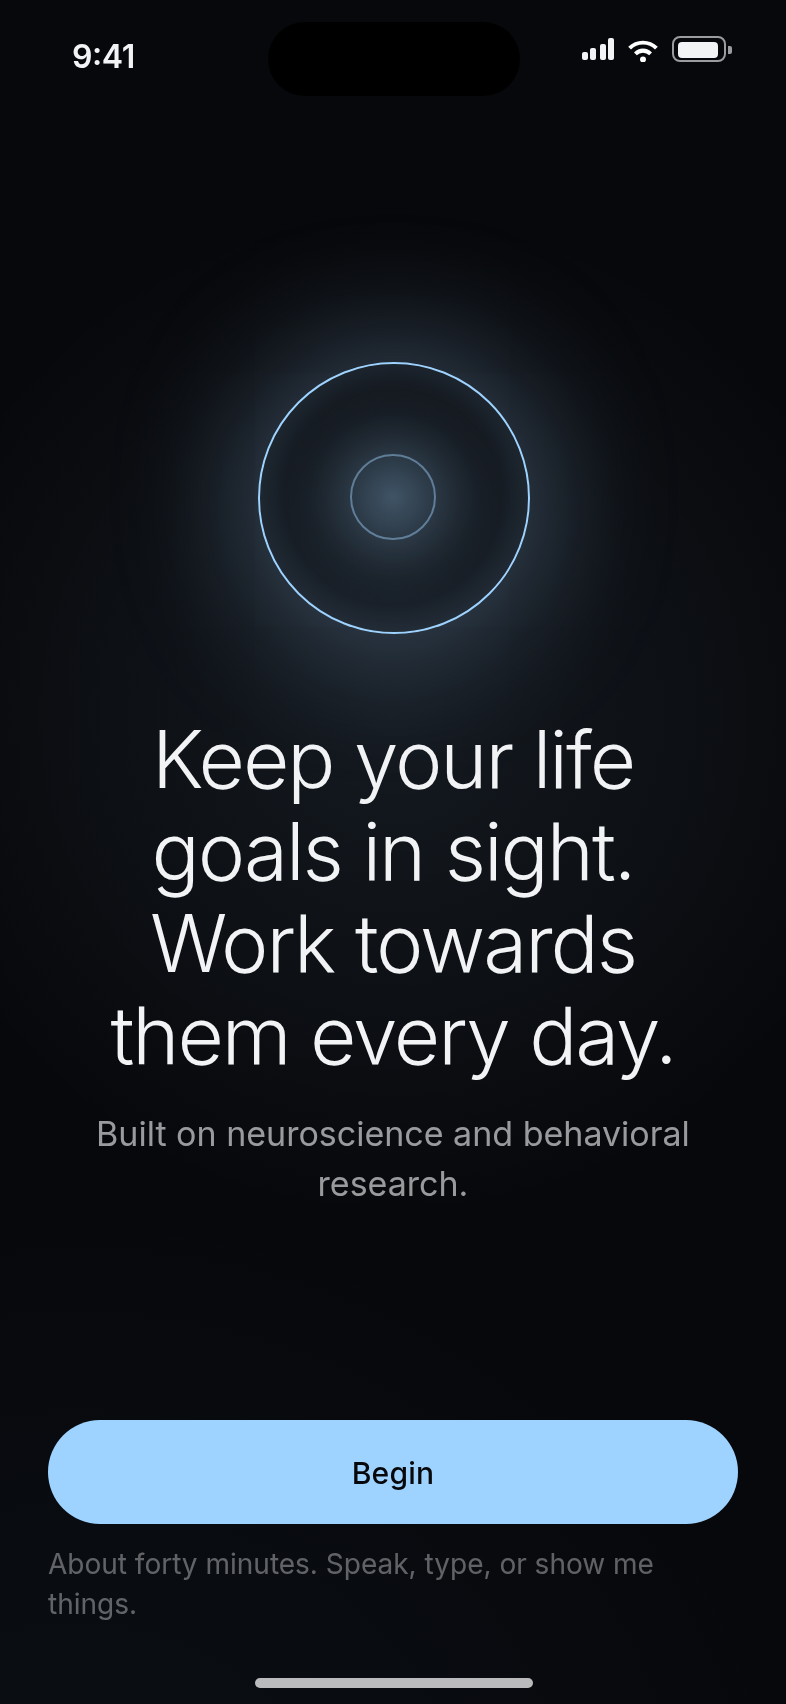 9:41
Keep your life
goals in sight.
Work towards
them every day.
Built on neuroscience and behavioral
research.
Begin
About forty minutes. Speak, type, or show me
things.